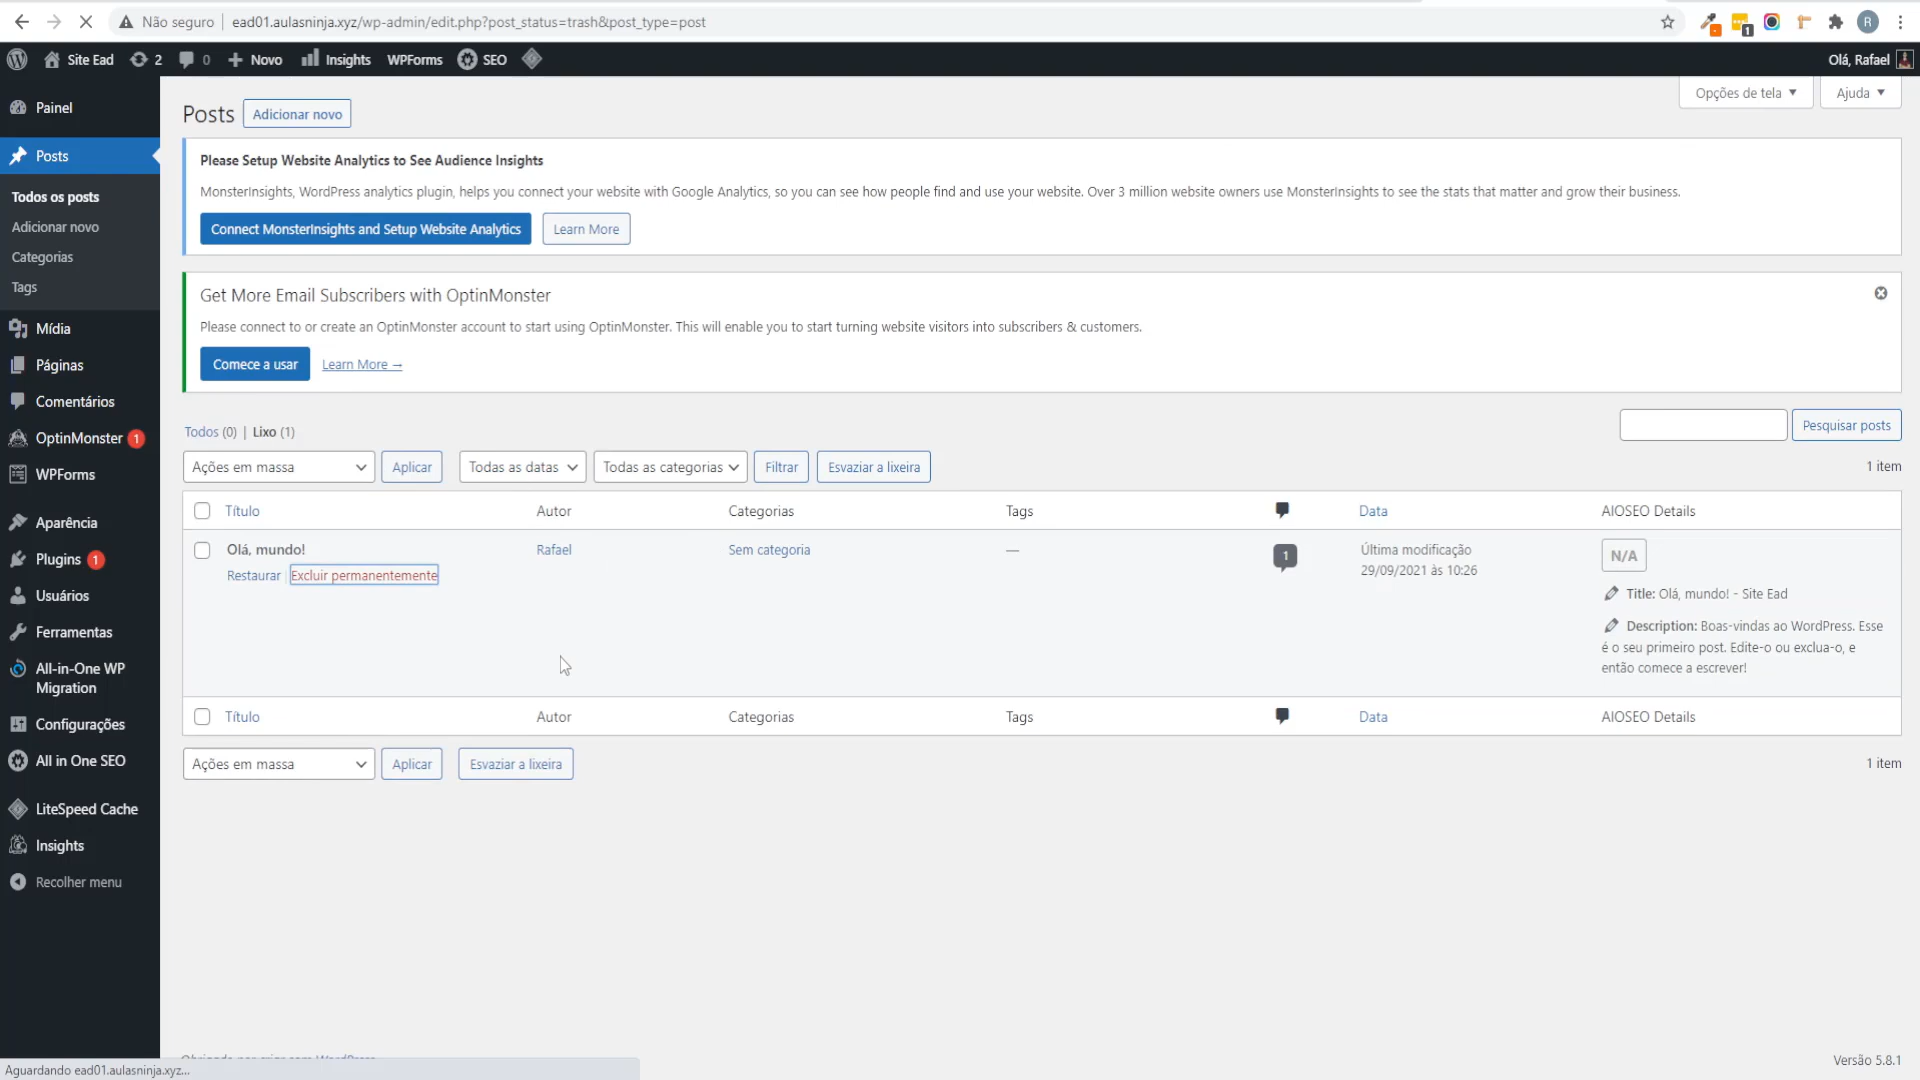 Não seguro
ead01.aulasninja.xyz/wp-admin/edit.php?post_status=trash&post_type=post
1
R
Site Ead
2
0
Novo
Insights
WPForms
SEO
Olá, Rafael
Painel
Posts
Todos os posts
Adicionar novo
Categorias
Tags
Mídia
Páginas
Comentários
OptinMonster 1
WPForms
Aparência
Plugins 1
Usuários
Ferramentas
All-in-One WP
Migration
Configurações
All in One SEO
LiteSpeed Cache
Insights
Recolher menu
Opções de tela
Ajuda
Posts
Adicionar novo
Please Setup Website Analytics to See Audience Insights
MonsterInsights, WordPress analytics plugin, helps you connect your website with Google Analytics, so you can see how people find and use your website. Over 3 million website owners use MonsterInsights to see the stats that matter and grow their business.
Connect MonsterInsights and Setup Website Analytics
Learn More
Get More Email Subscribers with OptinMonster
Please connect to or create an OptinMonster account to start using OptinMonster. This will enable you to start turning website visitors into subscribers & customers.
Comece a usar
Learn More →
Todos (0) | Lixo (1)
Pesquisar posts
Ações em massa
Aplicar
Todas as datas
Todas as categorias
Filtrar
Esvaziar a lixeira
1 item
Título
Autor
Categorias
Tags
Data
AIOSEO Details
Olá, mundo!
Restaurar | Excluir permanentemente
Rafael
Sem categoria
—
1
Última modificação
29/09/2021 às 10:26
N/A
Title: Olá, mundo! - Site Ead
Description: Boas-vindas ao WordPress. Esse
é o seu primeiro post. Edite-o ou exclua-o, e
então comece a escrever!
Título
Autor
Categorias
Tags
Data
AIOSEO Details
Ações em massa
Aplicar
Esvaziar a lixeira
1 item
Obrigado por criar com WordPress.
Versão 5.8.1
Aguardando ead01.aulasninja.xyz...